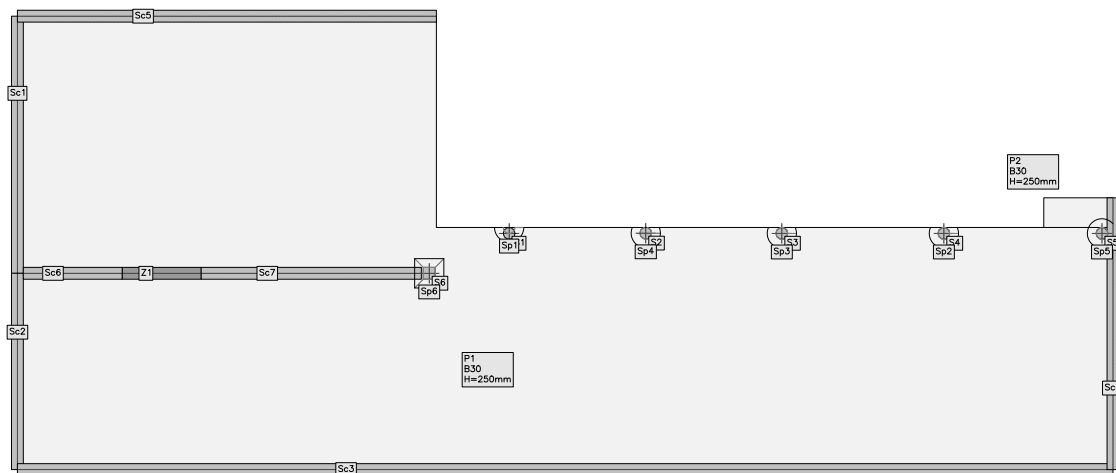 Sc5
Sc1
P2
B30
H=250mm
Sp1
S2
Sp4
S3
Sp3
S4
Sp2
Sp5
Sc6
Z1
Sc7
S6
Sp6
Sc2
P1
B30
H=250mm
Sc
Sc3